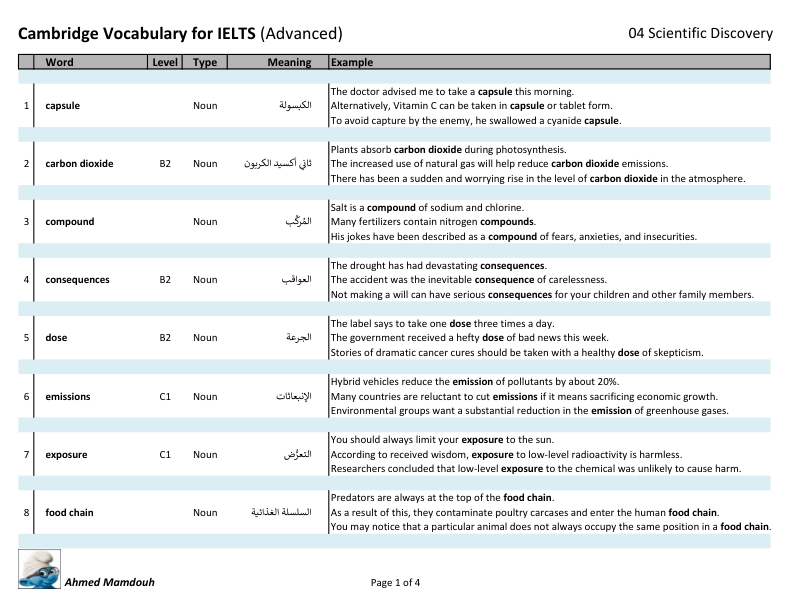 Cambridge Vocabulary for IELTS (Advanced) 04 Scientific Discovery
Word Level Type Meaning Example
1 capsule Noun الكبسولة
The doctor advised me to take a capsule this morning.
Alternatively, Vitamin C can be taken in capsule or tablet form.
To avoid capture by the enemy, he swallowed a cyanide capsule.
2 carbon dioxide B2 Noun ثاني أكسيد الكربون
Plants absorb carbon dioxide during photosynthesis.
The increased use of natural gas will help reduce carbon dioxide emissions.
There has been a sudden and worrying rise in the level of carbon dioxide in the atmosphere.
3 compound Noun المُركَّب
Salt is a compound of sodium and chlorine.
Many fertilizers contain nitrogen compounds.
His jokes have been described as a compound of fears, anxieties, and insecurities.
4 consequences B2 Noun العواقب
The drought has had devastating consequences.
The accident was the inevitable consequence of carelessness.
Not making a will can have serious consequences for your children and other family members.
5 dose B2 Noun الجرعة
The label says to take one dose three times a day.
The government received a hefty dose of bad news this week.
Stories of dramatic cancer cures should be taken with a healthy dose of skepticism.
6 emissions C1 Noun الإنبعاثات
Hybrid vehicles reduce the emission of pollutants by about 20%.
Many countries are reluctant to cut emissions if it means sacrificing economic growth.
Environmental groups want a substantial reduction in the emission of greenhouse gases.
7 exposure C1 Noun التعرُّض
You should always limit your exposure to the sun.
According to received wisdom, exposure to low-level radioactivity is harmless.
Researchers concluded that low-level exposure to the chemical was unlikely to cause harm.
8 food chain Noun السلسلة الغذائية
Predators are always at the top of the food chain.
As a result of this, they contaminate poultry carcases and enter the human food chain.
You may notice that a particular animal does not always occupy the same position in a food chain.
Ahmed Mamdouh Page 1 of 4